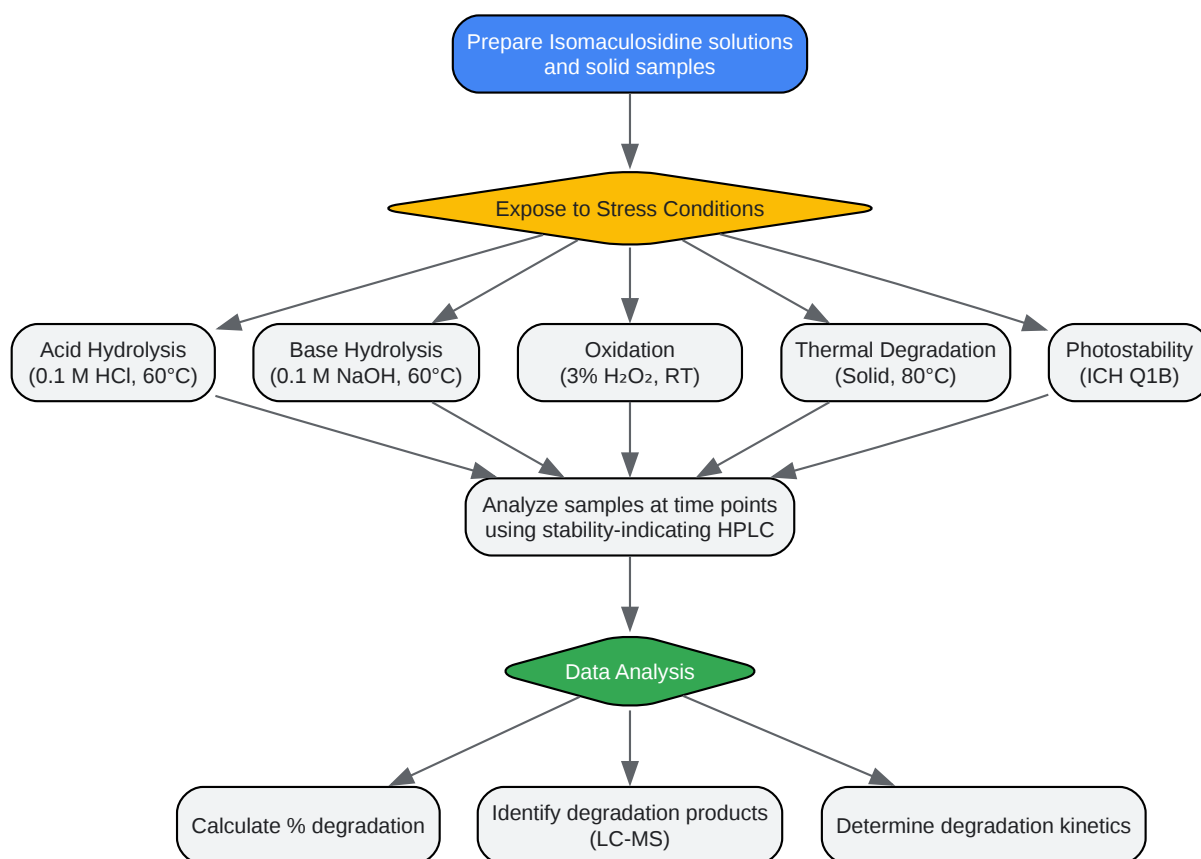 Prepare Isomaculosidine solutions
and solid samples
Expose to Stress Conditions
Acid Hydrolysis
(0.1 M HCl, 60°C)
Base Hydrolysis
(0.1 M NaOH, 60°C)
Oxidation
(3% H₂O₂, RT)
Thermal Degradation
(Solid, 80°C)
Photostability
(ICH Q1B)
Analyze samples at time points
using stability-indicating HPLC
Data Analysis
Calculate % degradation
Identify degradation products
(LC-MS)
Determine degradation kinetics